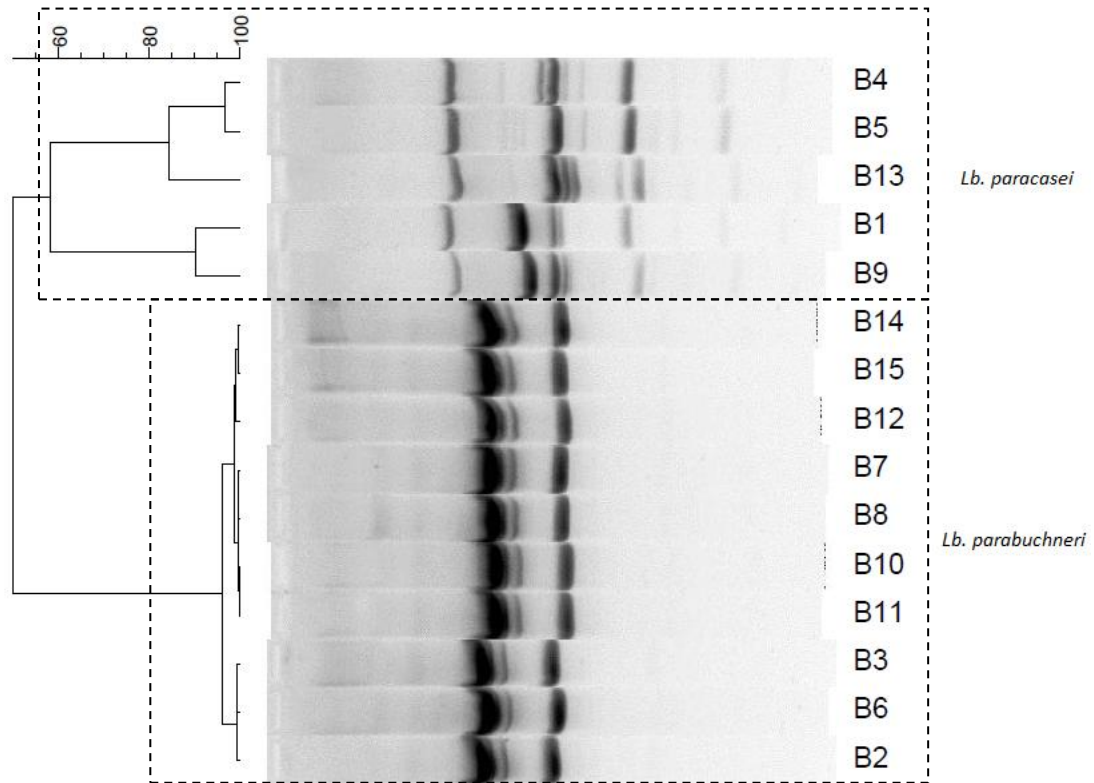 60 80 100
B4
B5
B13
Lb. paracasei
B1
B9
B14
B15
B12
B7
B8
Lb. parabuchneri
B10
B11
B3
B6
B2